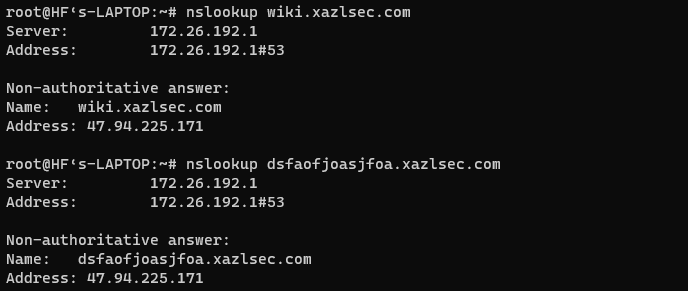 root@HF‘s-LAPTOP:~# nslookup wiki.xazlsec.com
Server:         172.26.192.1
Address:        172.26.192.1#53

Non-authoritative answer:
Name:   wiki.xazlsec.com
Address: 47.94.225.171

root@HF‘s-LAPTOP:~# nslookup dsfaofjoasjfoa.xazlsec.com
Server:         172.26.192.1
Address:        172.26.192.1#53

Non-authoritative answer:
Name:   dsfaofjoasjfoa.xazlsec.com
Address: 47.94.225.171